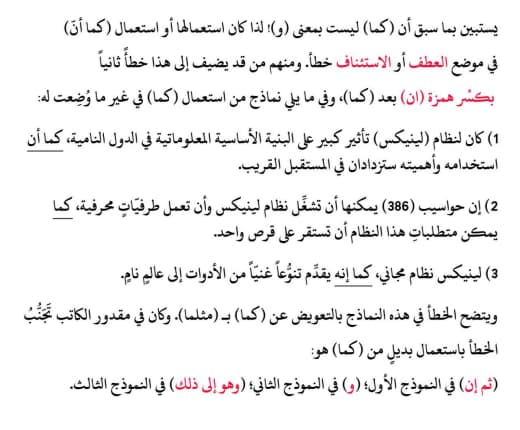 يستبين بما سبق أن (كما) ليست بمعنى (و)! لذا كان استعمالها أو استعمال (كما أنّ)
في موضع العطف أو الاستئناف خطأ. ومنهم من قد يضيف إلى هذا خطأً ثانياً
بكسْر همزة (ان) بعد (كما)، وفي ما يلي نماذج من استعمال (كما) في غير ما وُضِعت له:
1) كان لنظام (لينيكس) تأثير كبير على البنية الأساسية المعلوماتية في الدول النامية، كما أن
استخدامه وأهميته ستزدادان في المستقبل القريب.
2) إن حواسيب (386) يمكنها أن تشغِّل نظام لينيكس وأن تعمل طرفيّاتٍ محرفية، كما
يمكن متطلباتِ هذا النظام أن تستقر على قرص واحد.
3) لينيكس نظام مجاني، كما إنه يقدِّم تنوُّعاً غنيّاً من الأدوات إلى عالمٍ نامٍ.
ويتضح الخطأ في هذه النماذج بالتعويض عن (كما) بـ (مثلما). وكان في مقدور الكاتب تَجَنُّبُ
الخطأ باستعمال بديلٍ من (كما) هو:
(ثم إن) في النموذج الأول؛ (و) في النموذج الثاني؛ (وهو إلى ذلك) في النموذج الثالث.